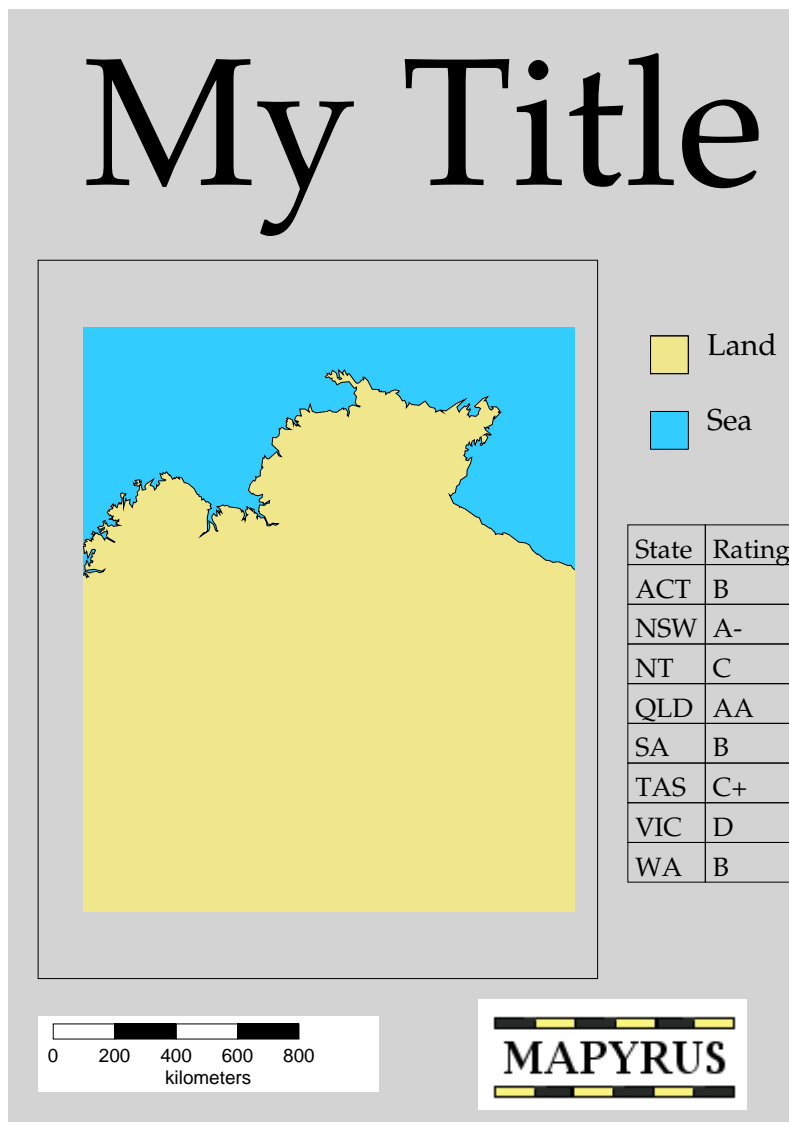 My Title
Land
Sea
State Rating
ACT B
NSW A-
NT C
QLD AA
SA B
TAS C+
VIC D
WA B
0 200 400 600 800
kilometers
MAPYRUS